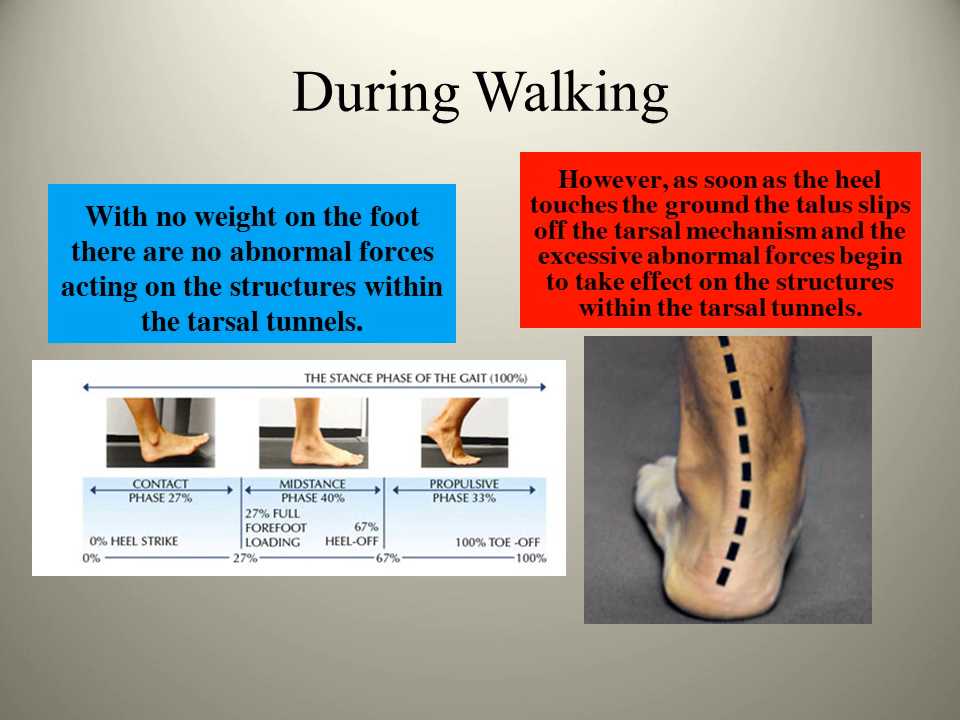 During Walking
With no weight on the foot
there are no abnormal forces
acting on the structures within
the tarsal tunnels.
However, as soon as the heel
touches the ground the talus slips
off the tarsal mechanism and the
excessive abnormal forces begin
to take effect on the structures
within the tarsal tunnels.
THE STANCE PHASE OF THE GAIT (100%)
CONTACT
PHASE 27%
MIDSTANCE
PHASE 40%
PROPULSIVE
PHASE 33%
0% HEEL STRIKE
27% FULL
FOREFOOT
LOADING
67%
HEEL-OFF
100% TOE -OFF
0%
27%
67%
100%